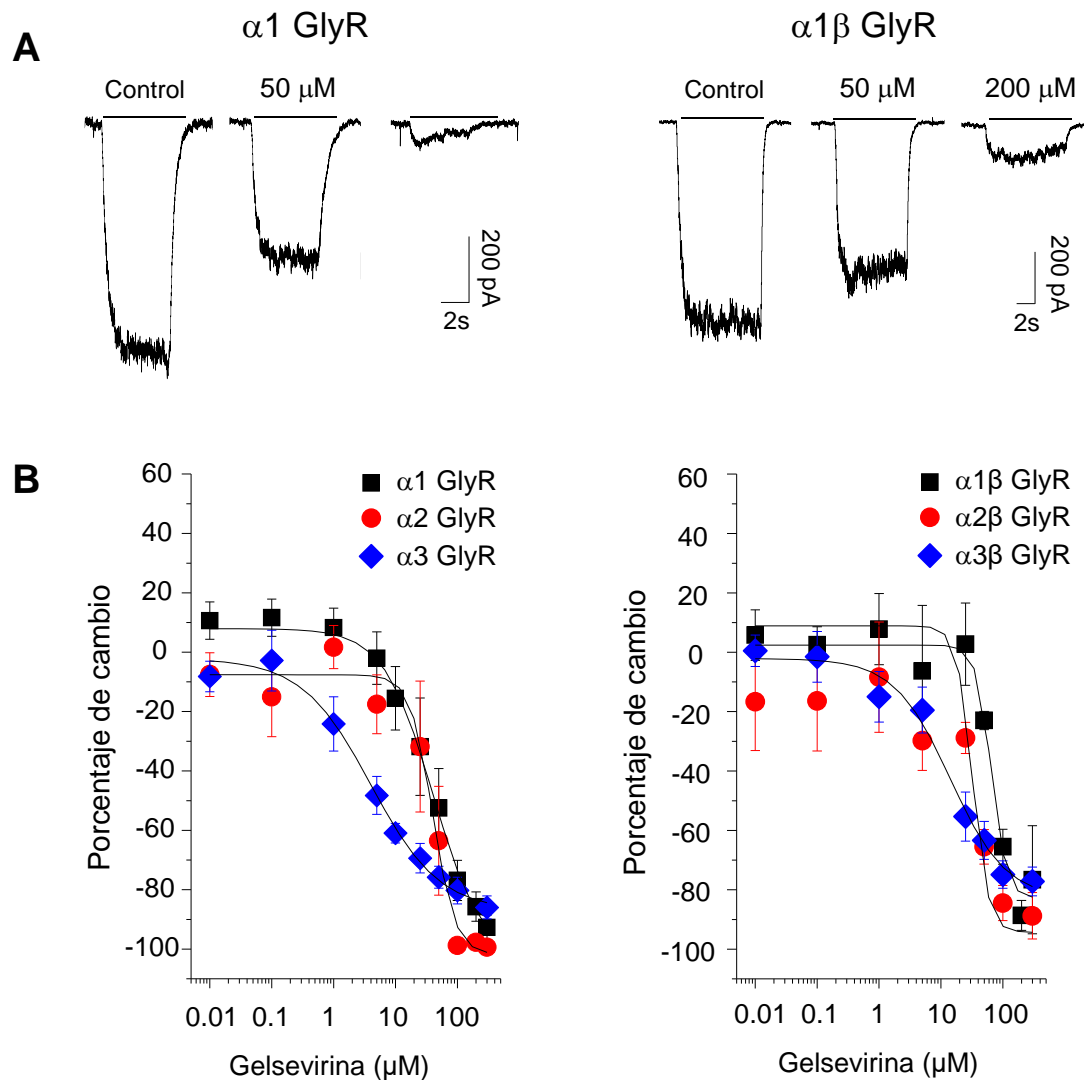 α1 GlyR
α1β GlyR
A
Control
50 μM
Control
50 μM
200 μM
200 pA
2s
200 pA
2s
B
60
40
20
0
-20
-40
-60
-80
-100
Porcentaje de cambio
α1 GlyR
α2 GlyR
α3 GlyR
0.01
0.1
1
10
100
Gelsevirina (μM)
60
40
20
0
-20
-40
-60
-80
-100
Porcentaje de cambio
α1β GlyR
α2β GlyR
α3β GlyR
0.01
0.1
1
10
100
Gelsevirina (μM)